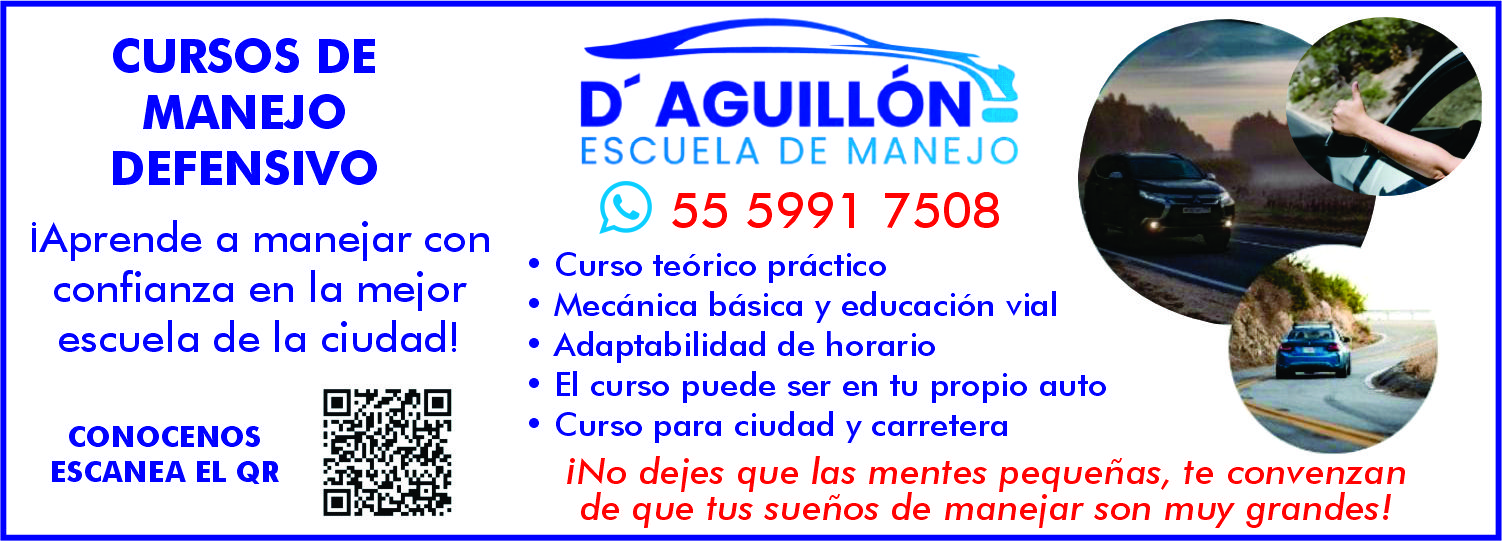 CURSOS DE
MANEJO
DEFENSIVO
¡Aprende a manejar con
confianza en la mejor
escuela de la ciudad!
CONOCENOS
ESCANEA EL QR
D´ AGUILLÓN
ESCUELA DE MANEJO
55 5991 7508
• Curso teórico práctico
• Mecánica básica y educación vial
• Adaptabilidad de horario
• El curso puede ser en tu propio auto
• Curso para ciudad y carretera
¡No dejes que las mentes pequeñas, te convenzan
de que tus sueños de manejar son muy grandes!